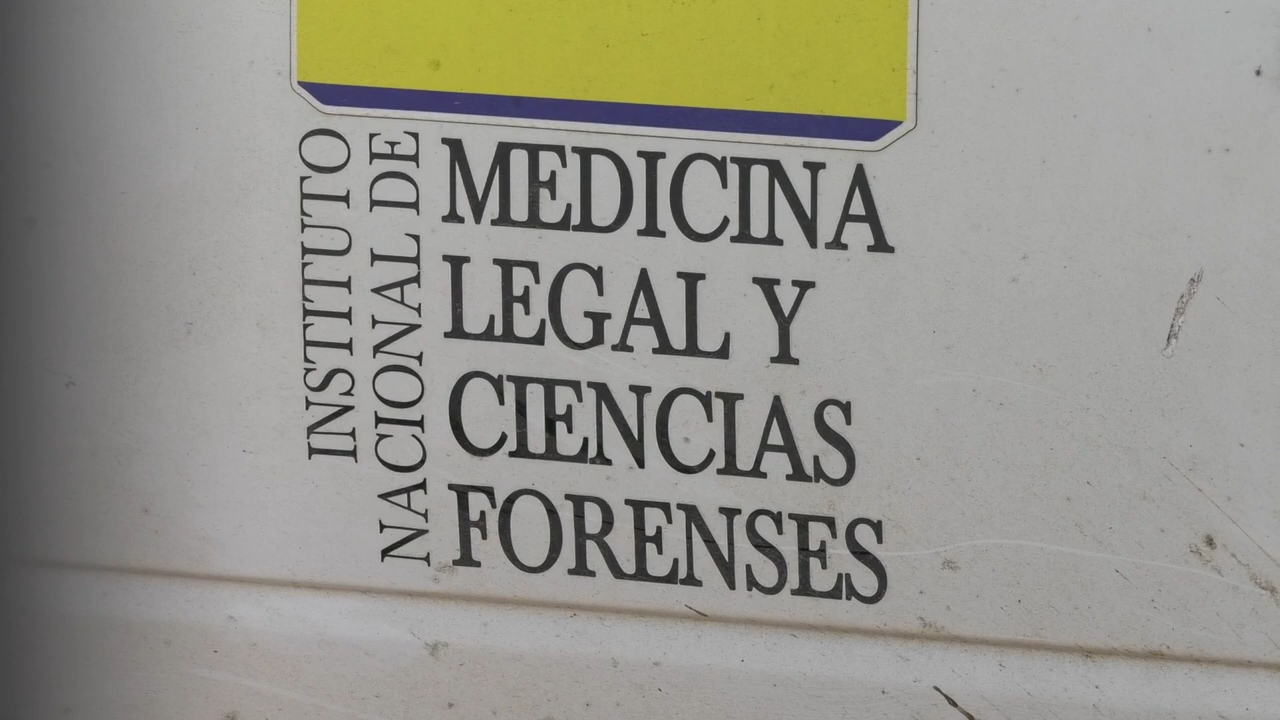 INSTITUTO
NACIONAL DE
MEDICINA
LEGAL Y
CIENCIAS
FORENSES